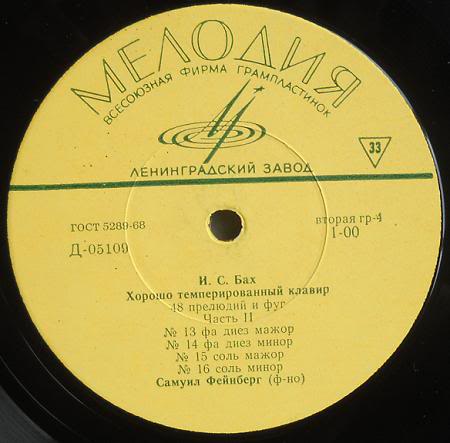 МЕЛОДИЯ
ВСЕСОЮЗНАЯ ФИРМА ГРАМПЛАСТИНОК
ЛЕНИНГРАДСКИЙ ЗАВОД
33
ГОСТ 5289-68
Д-05109
вторая гр-4
1-00
И. С. Бах
Хорошо темперированный клавир
48 прелюдий и фуг
Часть II
№ 13 фа диез мажор
№ 14 фа диез минор
№ 15 соль мажор
№ 16 соль минор
Самуил Фейнберг (ф-но)